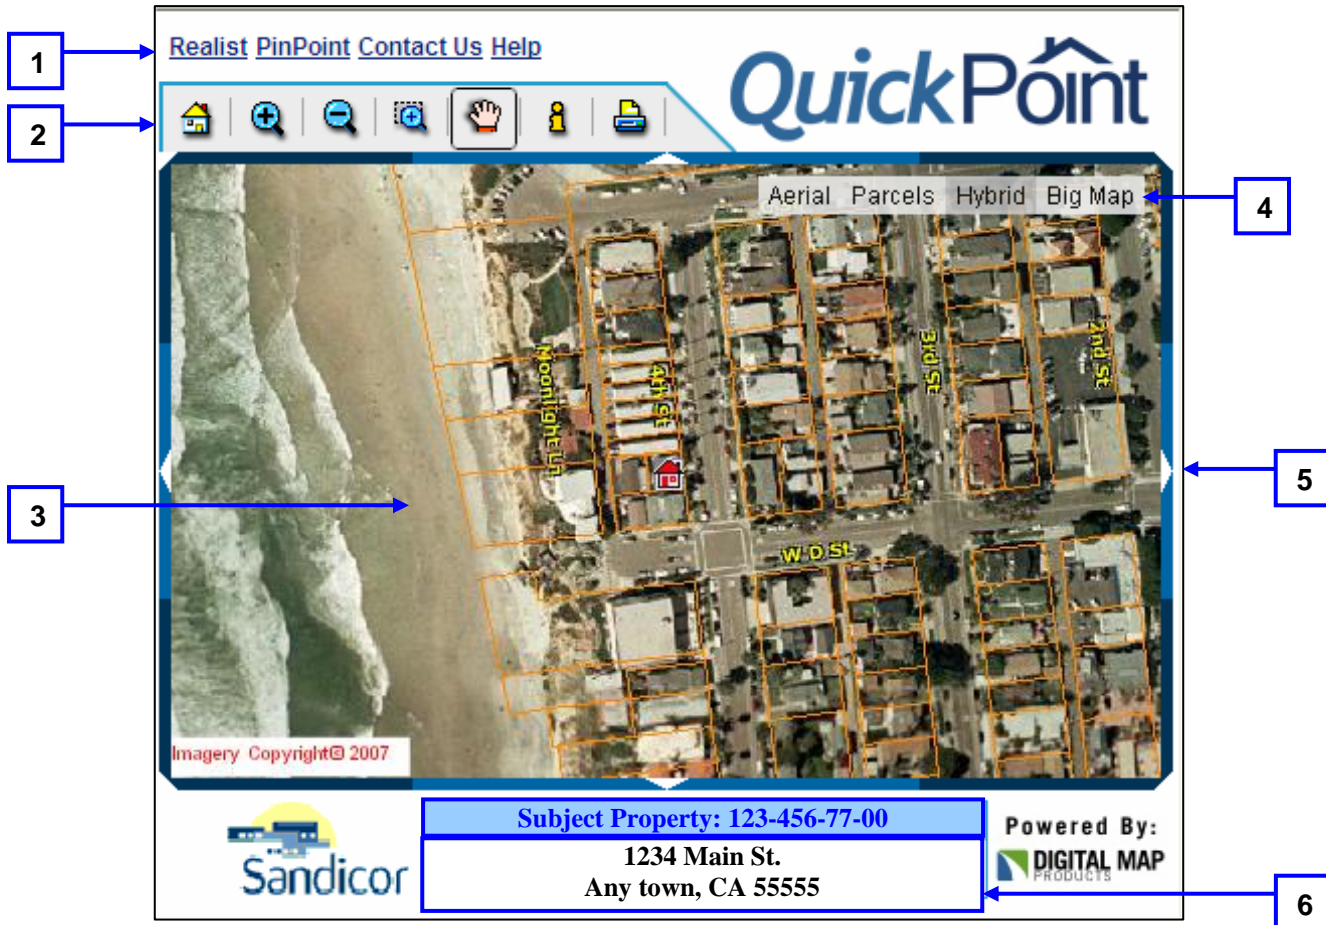 1
Realist PinPoint Contact Us Help
QuickPoint
2
Aerial Parcels Hybrid Big Map
4
Moonlight Ln
4th St
3rd St
2nd St
3
5
W D St
Imagery Copyright© 2007
Sandicor
Subject Property: 123-456-77-00
1234 Main St.
Any town, CA 55555
Powered By:
DIGITAL MAP
PRODUCTS
6